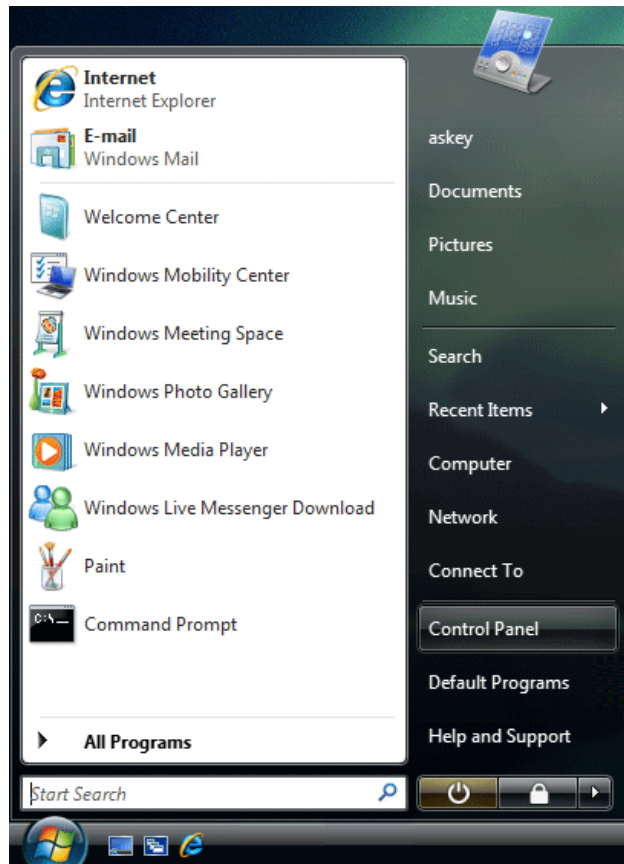 Internet
Internet Explorer
E-mail
Windows Mail
Welcome Center
Windows Mobility Center
Windows Meeting Space
Windows Photo Gallery
Windows Media Player
Windows Live Messenger Download
Paint
C:\_
Command Prompt
All Programs
Start Search
askey
Documents
Pictures
Music
Search
Recent Items
Computer
Network
Connect To
Control Panel
Default Programs
Help and Support